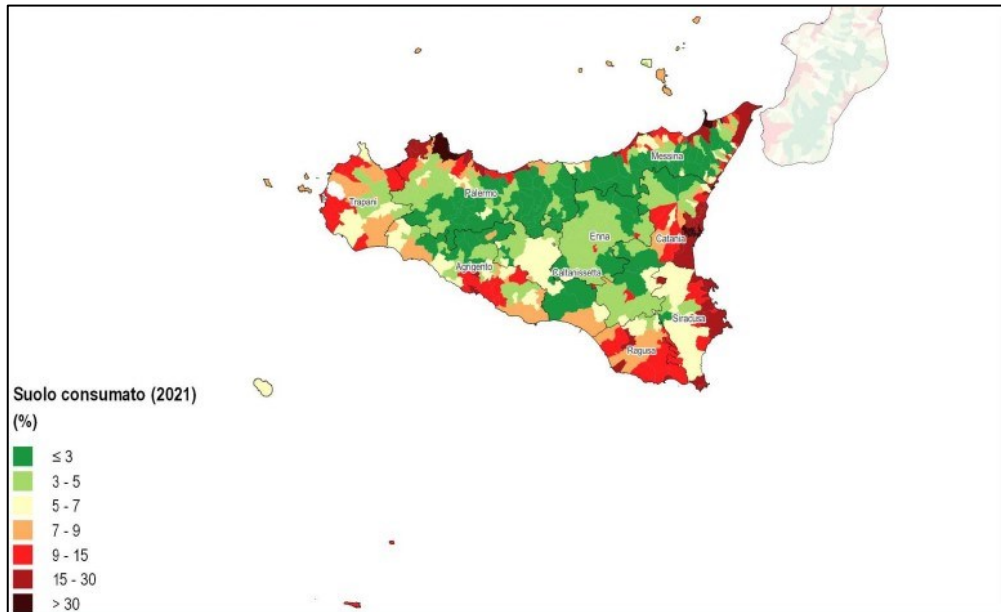 Messina
Palermo
Trapani
Enna
Catania
Agrigento
Caltanissetta
Siracusa
Ragusa
Suolo consumato (2021)
(%)
≤ 3
3 - 5
5 - 7
7 - 9
9 - 15
15 - 30
> 30